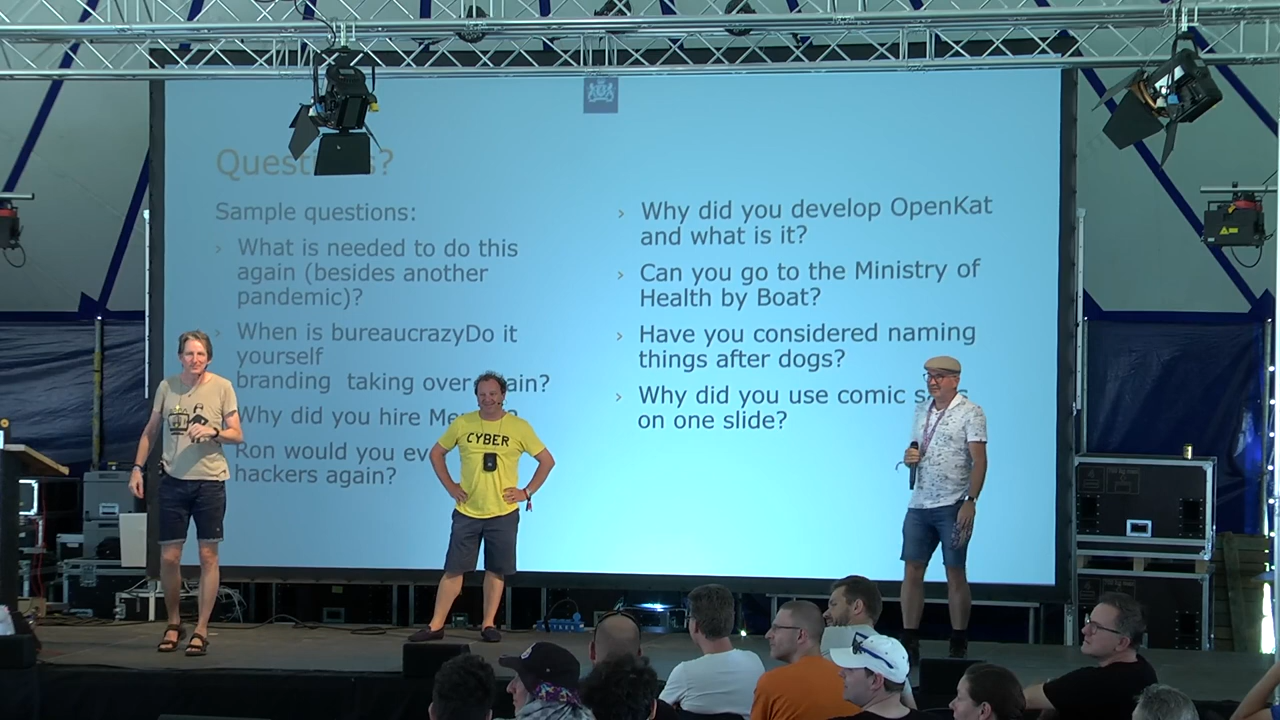 Questions?
Sample questions:
› What is needed to do this
again (besides another
pandemic)?
› When is bureaucrazyDo it
yourself
branding taking over again?
Why did you hire
Ron would you
hackers again?
› Why did you develop OpenKat
and what is it?
› Can you go to the Ministry of
Health by Boat?
› Have you considered naming
things after dogs?
› Why did you use comic sans
on one slide?
CYBER